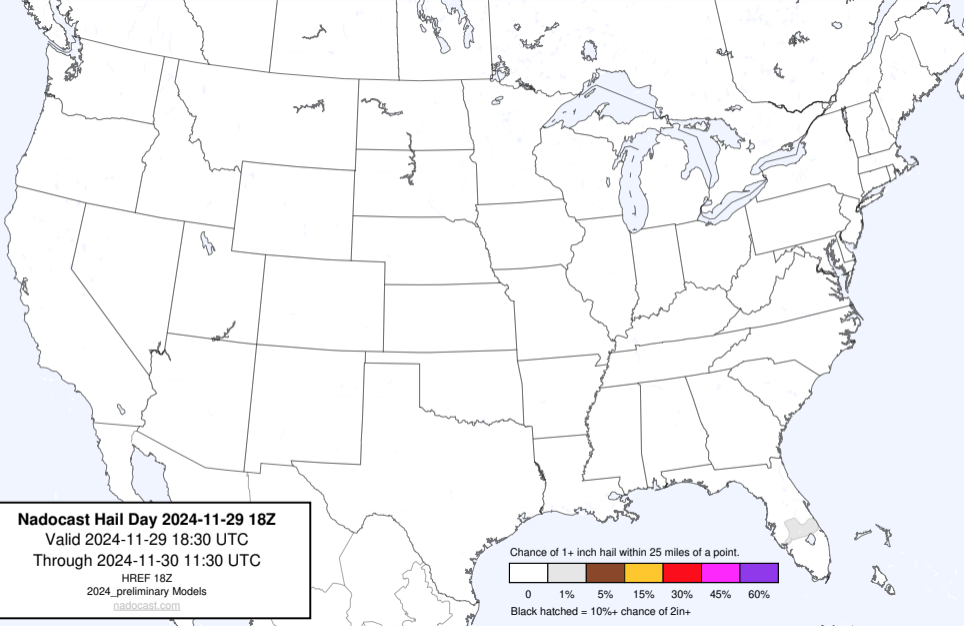 Nadocast Hail Day 2024-11-29 18Z
Valid 2024-11-29 18:30 UTC
Through 2024-11-30 11:30 UTC
HREF 18Z
2024_preliminary Models
nadocast.com
Chance of 1+ inch hail within 25 miles of a point.
0 1% 5% 15% 30% 45% 60%
Black hatched = 10%+ chance of 2in+